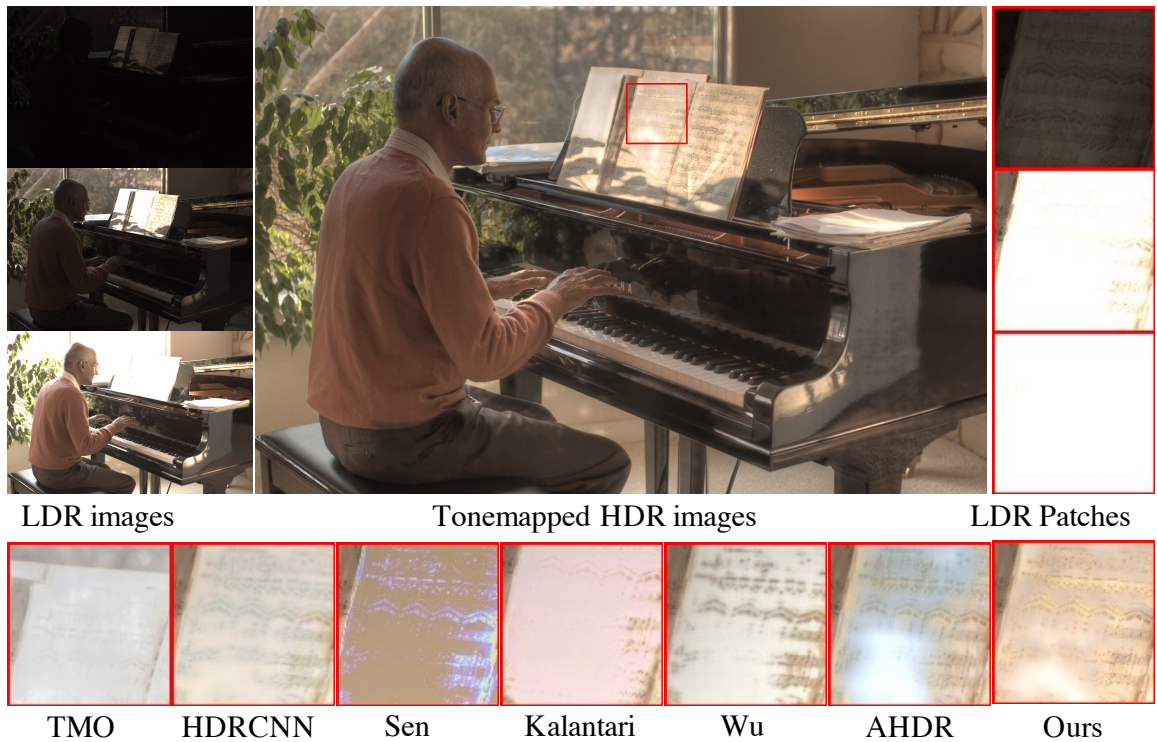 LDR images Tonemapped HDR images LDR Patches
TMO HDRCNN Sen Kalantari Wu AHDR Ours